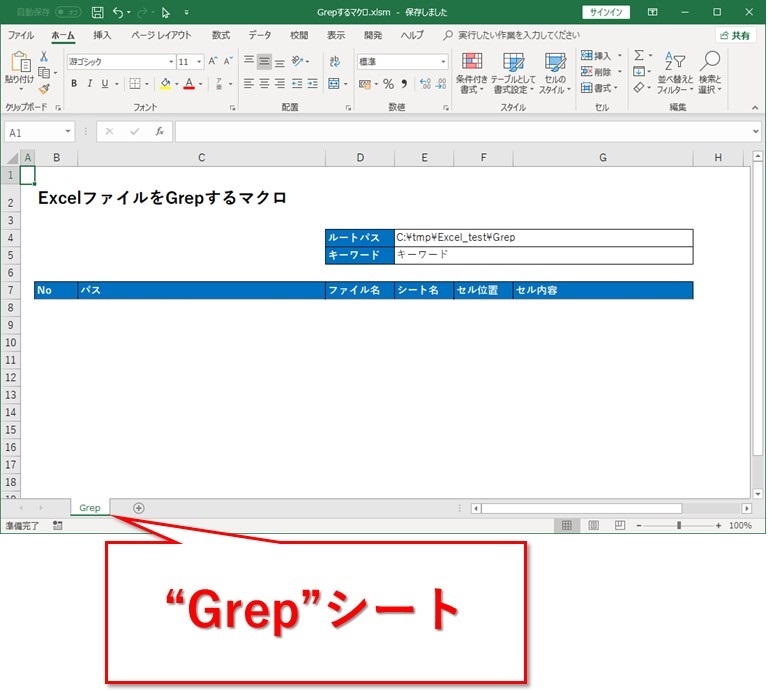 自動保存 オフ Grepするマクロ.xlsm - 保存しました サインイン
ファイル ホーム 挿入 ページ レイアウト 数式 データ 校閲 表示 開発 ヘルプ 実行したい作業を入力してください 共有
貼り付け 游ゴシック 11 A A 標準 条件付き書式 テーブルとして書式設定 セルのスタイル 挿入 削除 書式 並べ替えとフィルター 検索と選択
B I U A % ,
クリップボード フォント 配置 数値 スタイル セル 編集
A1 fx
A B C D E F G H
1
2 ExcelファイルをGrepするマクロ
3
4 ルートパス C:¥tmp¥Excel_test¥Grep
5 キーワード キーワード
6
7 No パス ファイル名 シート名 セル位置 セル内容
8
9
10
11
12
13
14
15
16
17
18
19
Grep
準備完了 100%
“Grep”シート